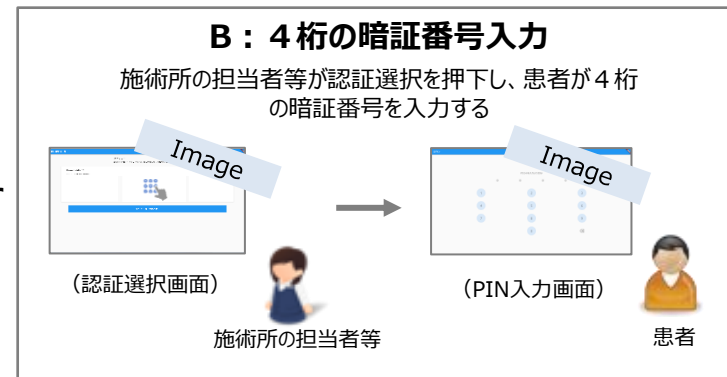 B：４桁の暗証番号入力
施術所の担当者等が認証選択を押下し、患者が４桁
の暗証番号を入力する
Image
Image
（認証選択画面）
（PIN入力画面）
施術所の担当者等
患者